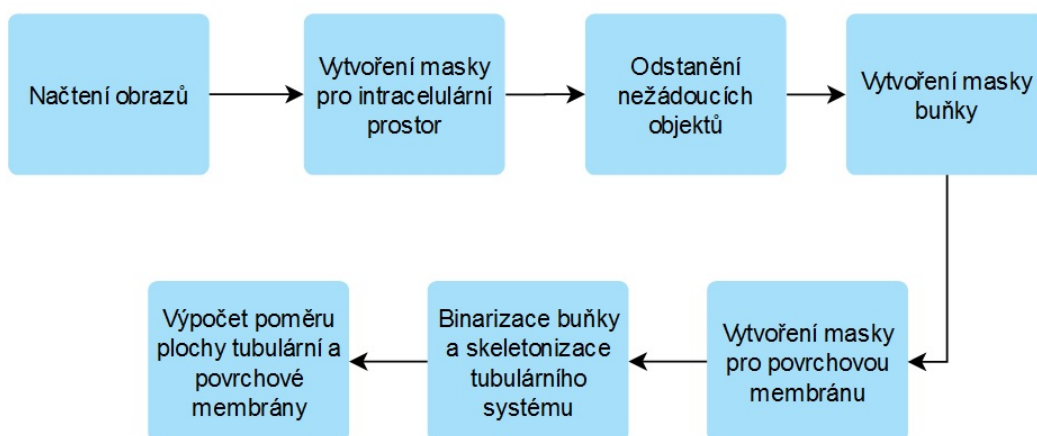 Načtení obrazů
Vytvoření masky
pro intracelulární
prostor
Odstanění
nežádoucích
objektů
Vytvoření masky
buňky
Vytvoření masky
pro povrchovou
membránu
Binarizace buňky
a skeletonizace
tubulárního
systému
Výpočet poměru
plochy tubulární a
povrchové
membrány